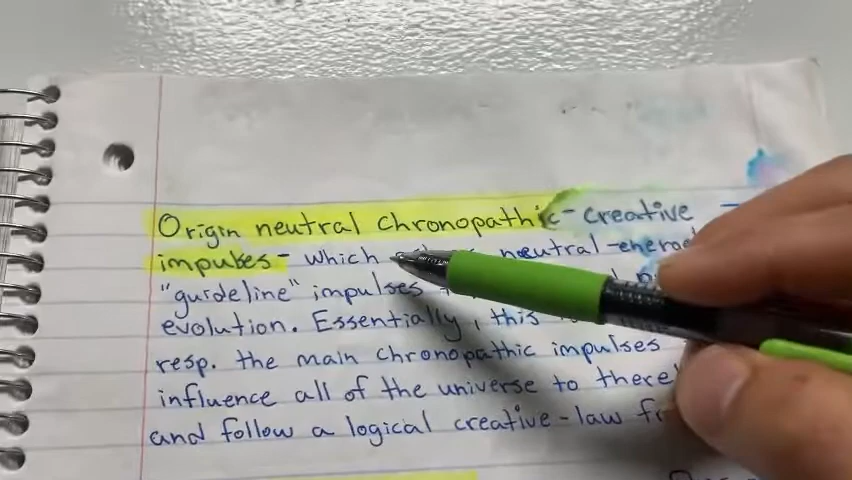 Origin neutral chronopathic-creative -
impulses- which neutral-energe
"guideline" impulses
evolution. Essentially, this
resp. the main chronopathic impulses
influence all of the universe to there
and follow a logical creative-law